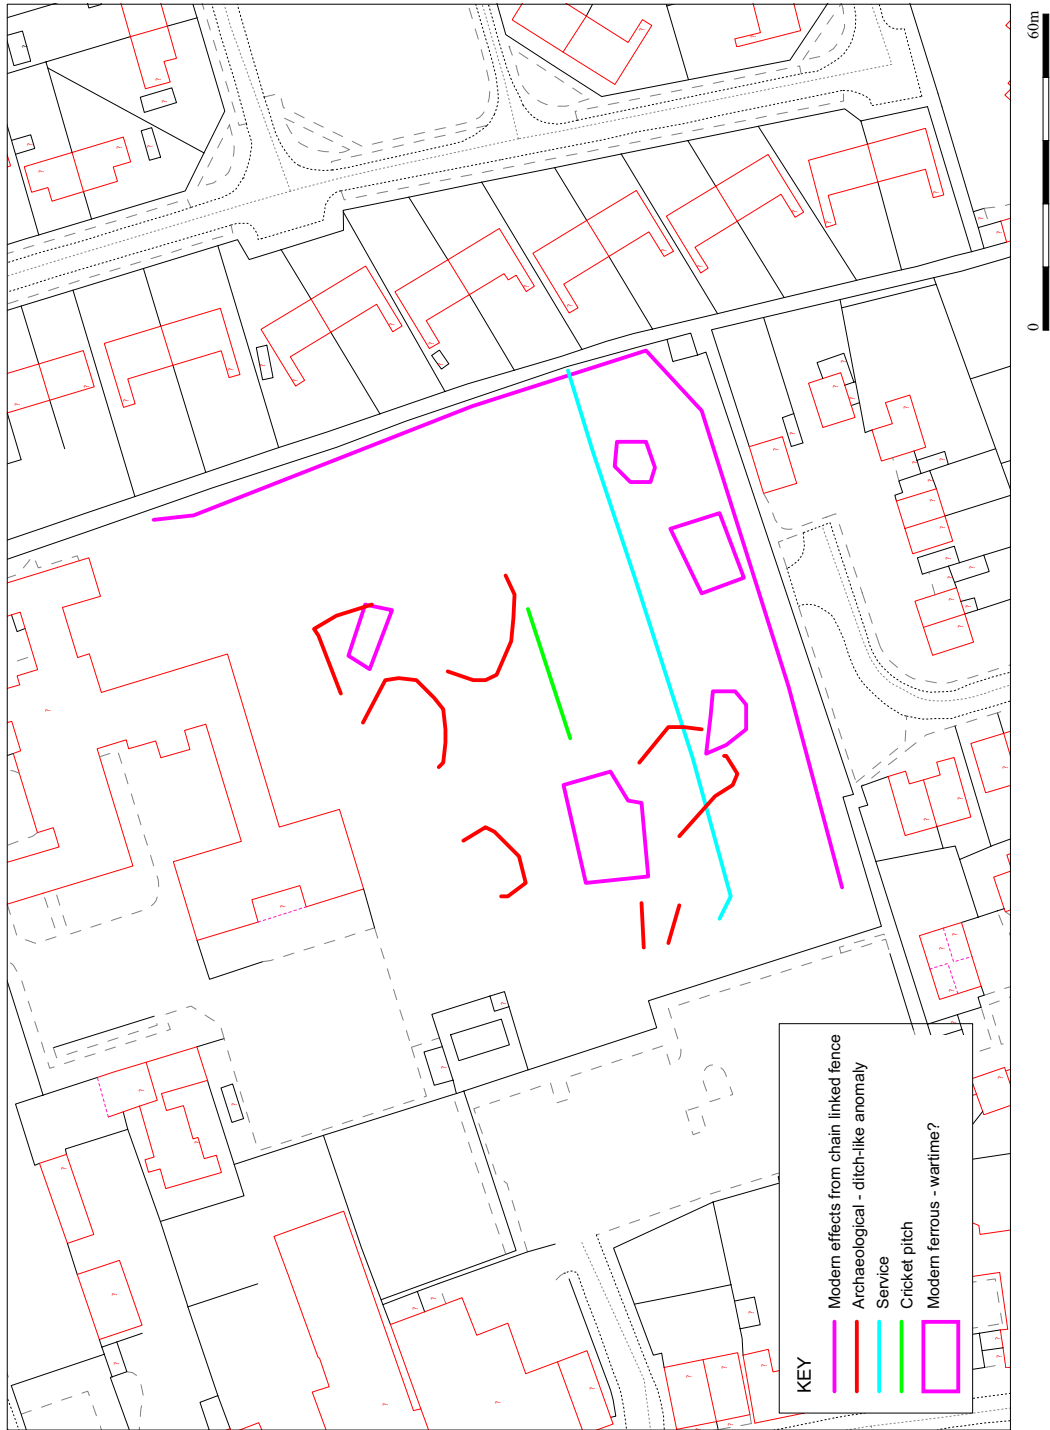 KEY
Modern effects from chain linked fence
Archaeological - ditch-like anomaly
Service
Cricket pitch
Modern ferrous - wartime?
0
60m